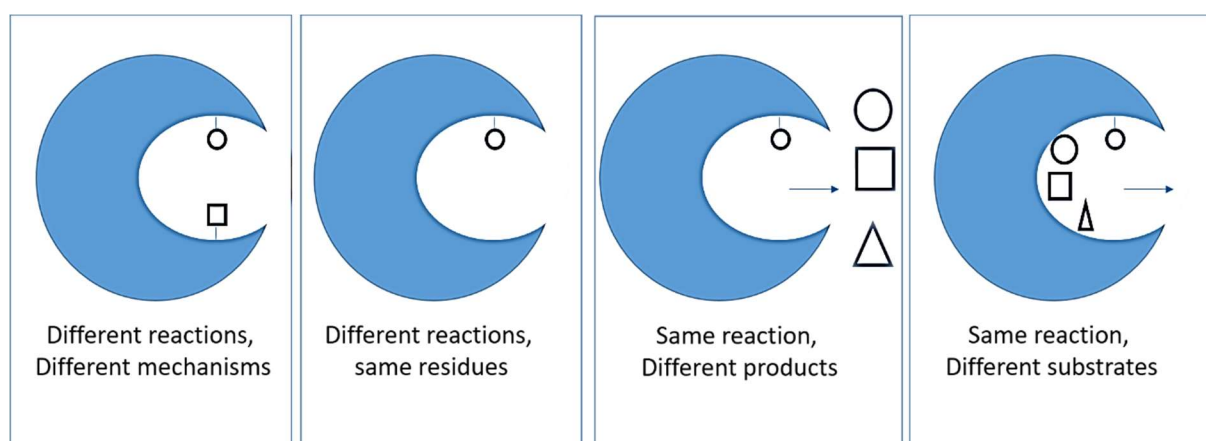 Different reactions,
Different mechanisms
Different reactions,
same residues
Same reaction,
Different products
Same reaction,
Different substrates